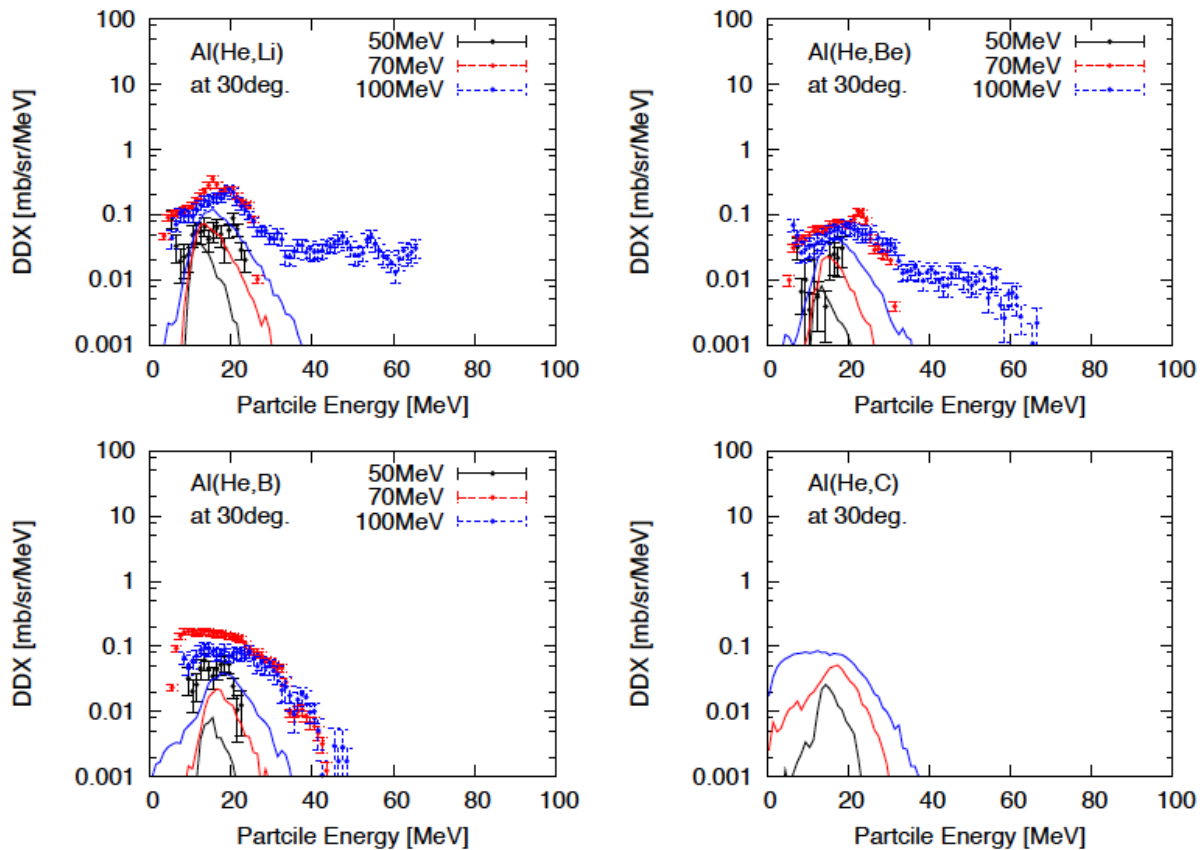 100
10
1
0.1
0.01
0.001
DDX [mb/sr/MeV]
Al(He,Li)
at 30deg.
50MeV
70MeV
100MeV
0 20 40 60 80 100
Partcile Energy [MeV]
100
10
1
0.1
0.01
0.001
DDX [mb/sr/MeV]
Al(He,Be)
at 30deg.
50MeV
70MeV
100MeV
0 20 40 60 80 100
Partcile Energy [MeV]
100
10
1
0.1
0.01
0.001
DDX [mb/sr/MeV]
Al(He,B)
at 30deg.
50MeV
70MeV
100MeV
0 20 40 60 80 100
Partcile Energy [MeV]
100
10
1
0.1
0.01
0.001
DDX [mb/sr/MeV]
Al(He,C)
at 30deg.
0 20 40 60 80 100
Partcile Energy [MeV]